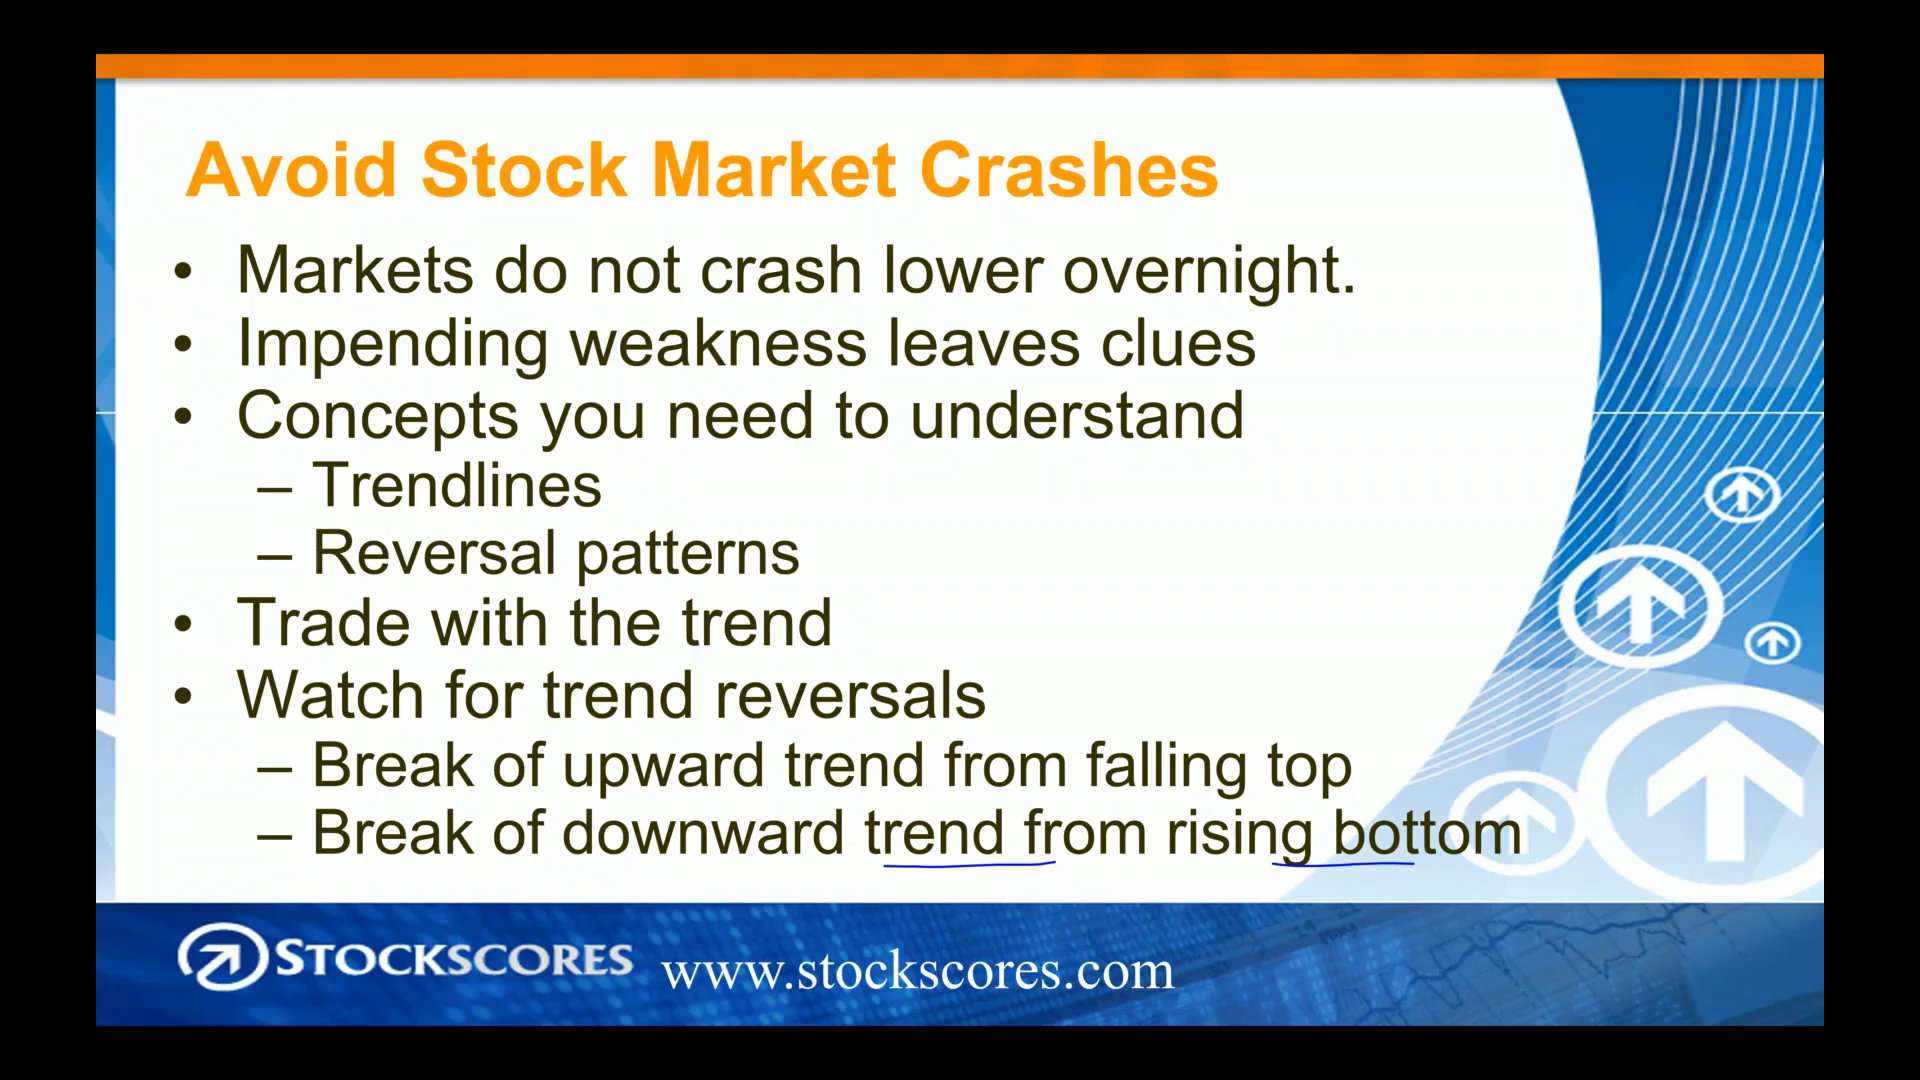 Avoid Stock Market Crashes
• Markets do not crash lower overnight.
• Impending weakness leaves clues
• Concepts you need to understand
– Trendlines
– Reversal patterns
• Trade with the trend
• Watch for trend reversals
– Break of upward trend from falling top
– Break of downward trend from rising bottom
STOCKSCORES www.stockscores.com